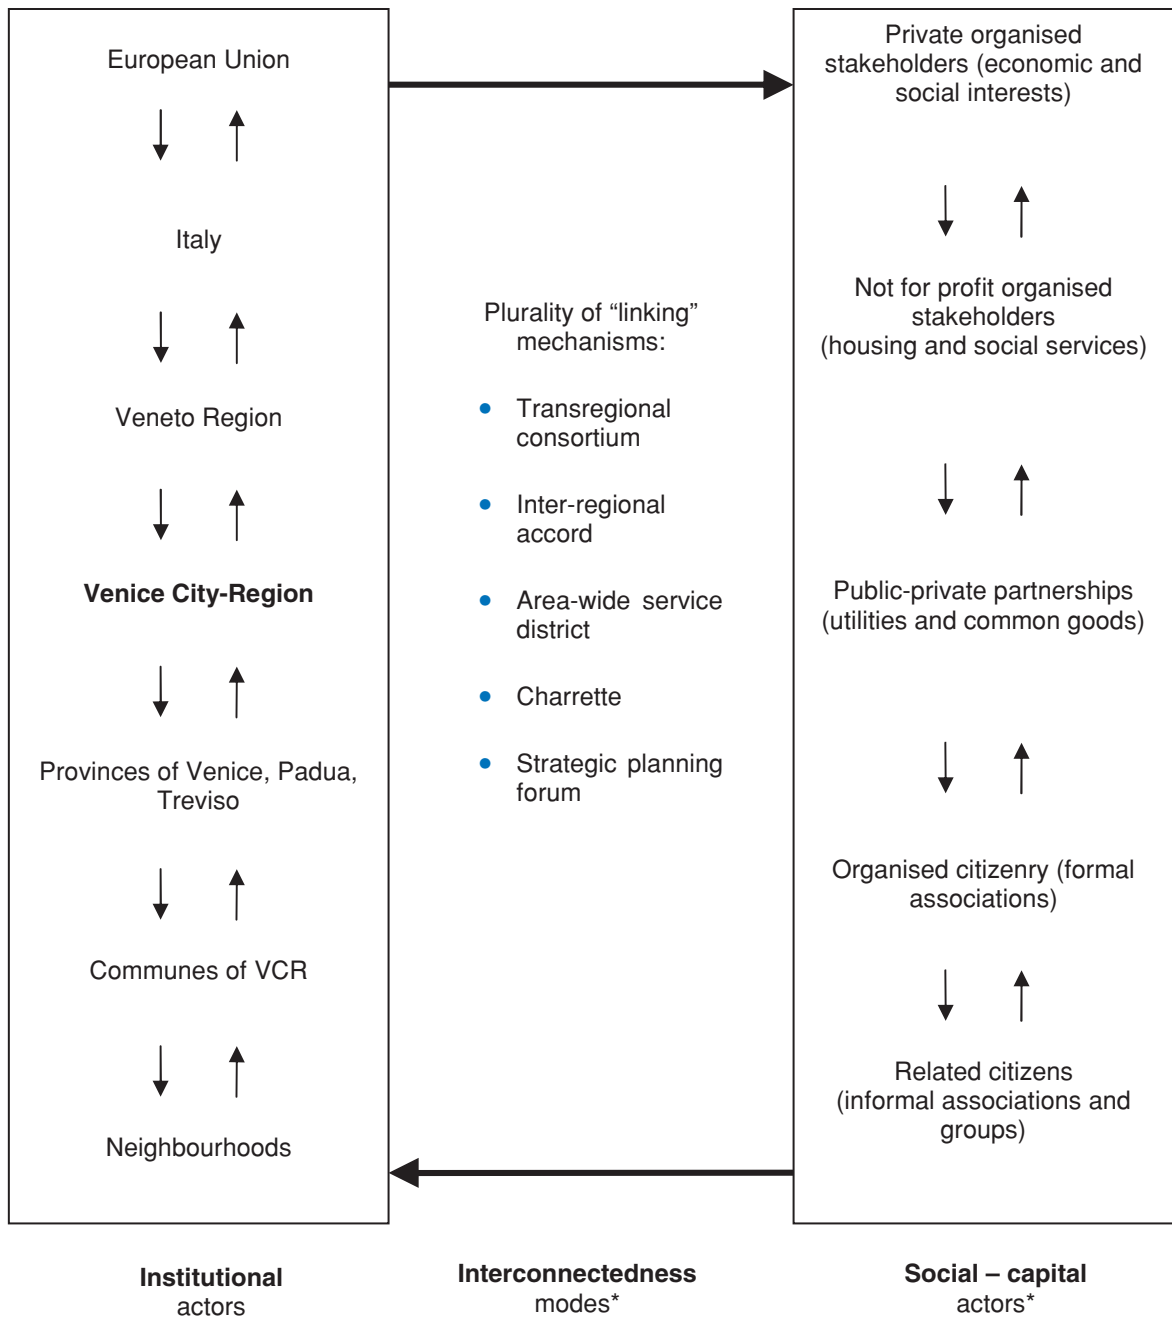 European Union
Italy
Veneto Region
Venice City-Region
Provinces of Venice, Padua,
Treviso
Communes of VCR
Neighbourhoods
Institutional
actors
Plurality of “linking”
mechanisms:
• Transregional
consortium
• Inter-regional
accord
• Area-wide service
district
• Charrette
• Strategic planning
forum
Interconnectedness
modes*
Private organised
stakeholders (economic and
social interests)
Not for profit organised
stakeholders
(housing and social services)
Public-private partnerships
(utilities and common goods)
Organised citizenry (formal
associations)
Related citizens
(informal associations and
groups)
Social – capital
actors*